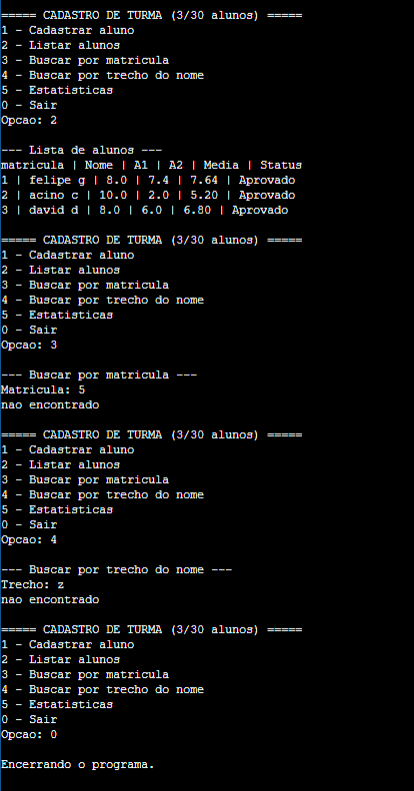 ===== CADASTRO DE TURMA (3/30 alunos) =====
1 - Cadastrar aluno
2 - Listar alunos
3 - Buscar por matricula
4 - Buscar por trecho do nome
5 - Estatisticas
0 - Sair
Opcao: 2

--- Lista de alunos ---
matricula | Nome | A1 | A2 | Media | Status
1 | felipe g | 8.0 | 7.4 | 7.64 | Aprovado
2 | acino c | 10.0 | 2.0 | 5.20 | Aprovado
3 | david d | 8.0 | 6.0 | 6.80 | Aprovado

===== CADASTRO DE TURMA (3/30 alunos) =====
1 - Cadastrar aluno
2 - Listar alunos
3 - Buscar por matricula
4 - Buscar por trecho do nome
5 - Estatisticas
0 - Sair
Opcao: 3

--- Buscar por matricula ---
Matricula: 5
nao encontrado

===== CADASTRO DE TURMA (3/30 alunos) =====
1 - Cadastrar aluno
2 - Listar alunos
3 - Buscar por matricula
4 - Buscar por trecho do nome
5 - Estatisticas
0 - Sair
Opcao: 4

--- Buscar por trecho do nome ---
Trecho: z
nao encontrado

===== CADASTRO DE TURMA (3/30 alunos) =====
1 - Cadastrar aluno
2 - Listar alunos
3 - Buscar por matricula
4 - Buscar por trecho do nome
5 - Estatisticas
0 - Sair
Opcao: 0

Encerrando o programa.